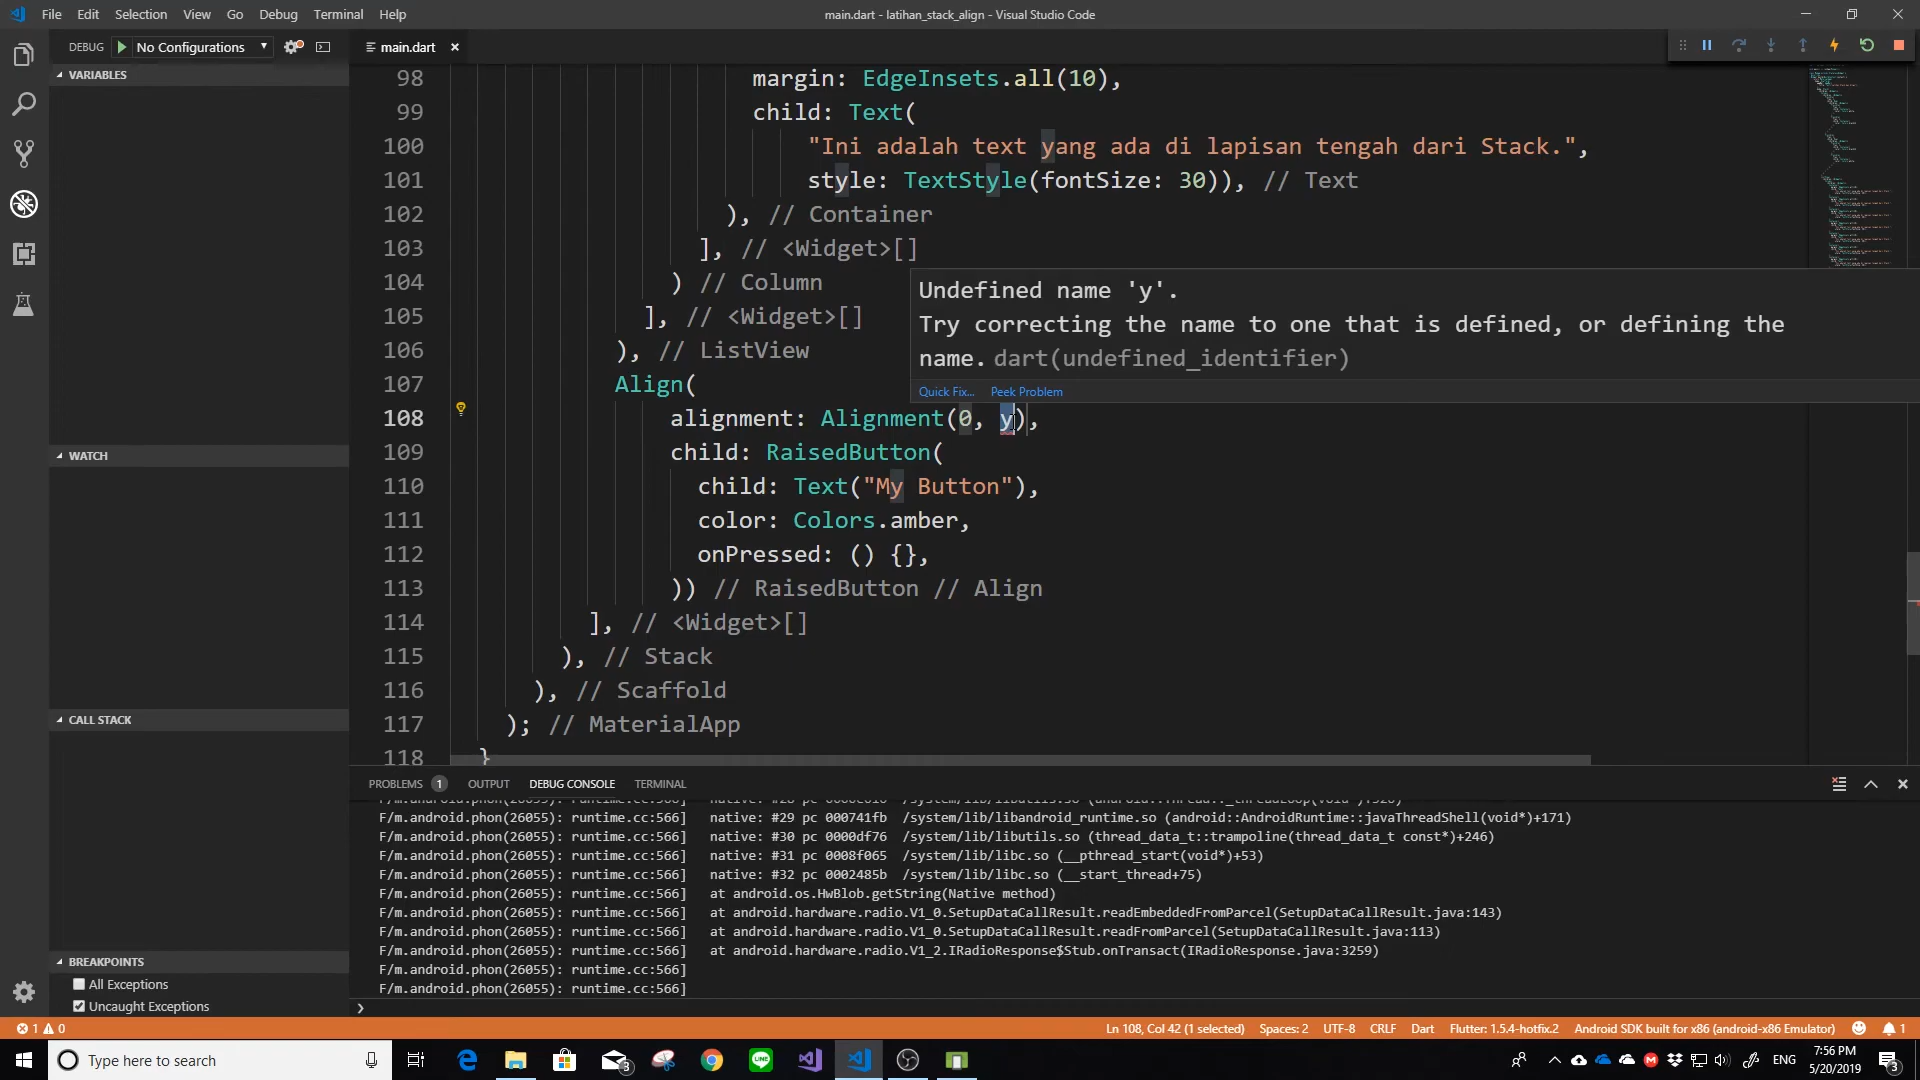 File Edit Selection View Go Debug Terminal Help
main.dart - latihan_stack_align - Visual Studio Code
DEBUG No Configurations
main.dart
VARIABLES
WATCH
CALL STACK
BREAKPOINTS
All Exceptions
Uncaught Exceptions
98 margin: EdgeInsets.all(10),
99 child: Text(
100 "Ini adalah text yang ada di lapisan tengah dari Stack.",
101 style: TextStyle(fontSize: 30)), // Text
102 ), // Container
103 ], // <Widget>[]
104 ) // Column
105 ], // <Widget>[]
106 ), // ListView
107 Align(
108 alignment: Alignment(0, y),
109 child: RaisedButton(
110 child: Text("My Button"),
111 color: Colors.amber,
112 onPressed: () {},
113 )) // RaisedButton // Align
114 ], // <Widget>[]
115 ), // Stack
116 ), // Scaffold
117 ); // MaterialApp
118 }
Undefined name 'y'.
Try correcting the name to one that is defined, or defining the
name. dart(undefined_identifier)
Quick Fix... Peek Problem
PROBLEMS 1 OUTPUT DEBUG CONSOLE TERMINAL
F/m.android.phon(26055): runtime.cc:566] native: #29 pc 000741fb /system/lib/libandroid_runtime.so (android::AndroidRuntime::javaThreadShell(void*)+171)
F/m.android.phon(26055): runtime.cc:566] native: #30 pc 0000df76 /system/lib/libutils.so (thread_data_t::trampoline(thread_data_t const*)+246)
F/m.android.phon(26055): runtime.cc:566] native: #31 pc 0008f065 /system/lib/libc.so (__pthread_start(void*)+53)
F/m.android.phon(26055): runtime.cc:566] native: #32 pc 0002485b /system/lib/libc.so (__start_thread+75)
F/m.android.phon(26055): runtime.cc:566] at android.os.HwBlob.getString(Native method)
F/m.android.phon(26055): runtime.cc:566] at android.hardware.radio.V1_0.SetupDataCallResult.readEmbeddedFromParcel(SetupDataCallResult.java:143)
F/m.android.phon(26055): runtime.cc:566] at android.hardware.radio.V1_0.SetupDataCallResult.readFromParcel(SetupDataCallResult.java:113)
F/m.android.phon(26055): runtime.cc:566] at android.hardware.radio.V1_2.IRadioResponse$Stub.onTransact(IRadioResponse.java:3259)
F/m.android.phon(26055): runtime.cc:566]
F/m.android.phon(26055): runtime.cc:566]
1 0 Ln 108, Col 42 (1 selected) Spaces: 2 UTF-8 CRLF Dart Flutter: 1.5.4-hotfix.2 Android SDK built for x86 (android-x86 Emulator) 1
Type here to search
3
LINE
ENG
7:56 PM
5/20/2019
3